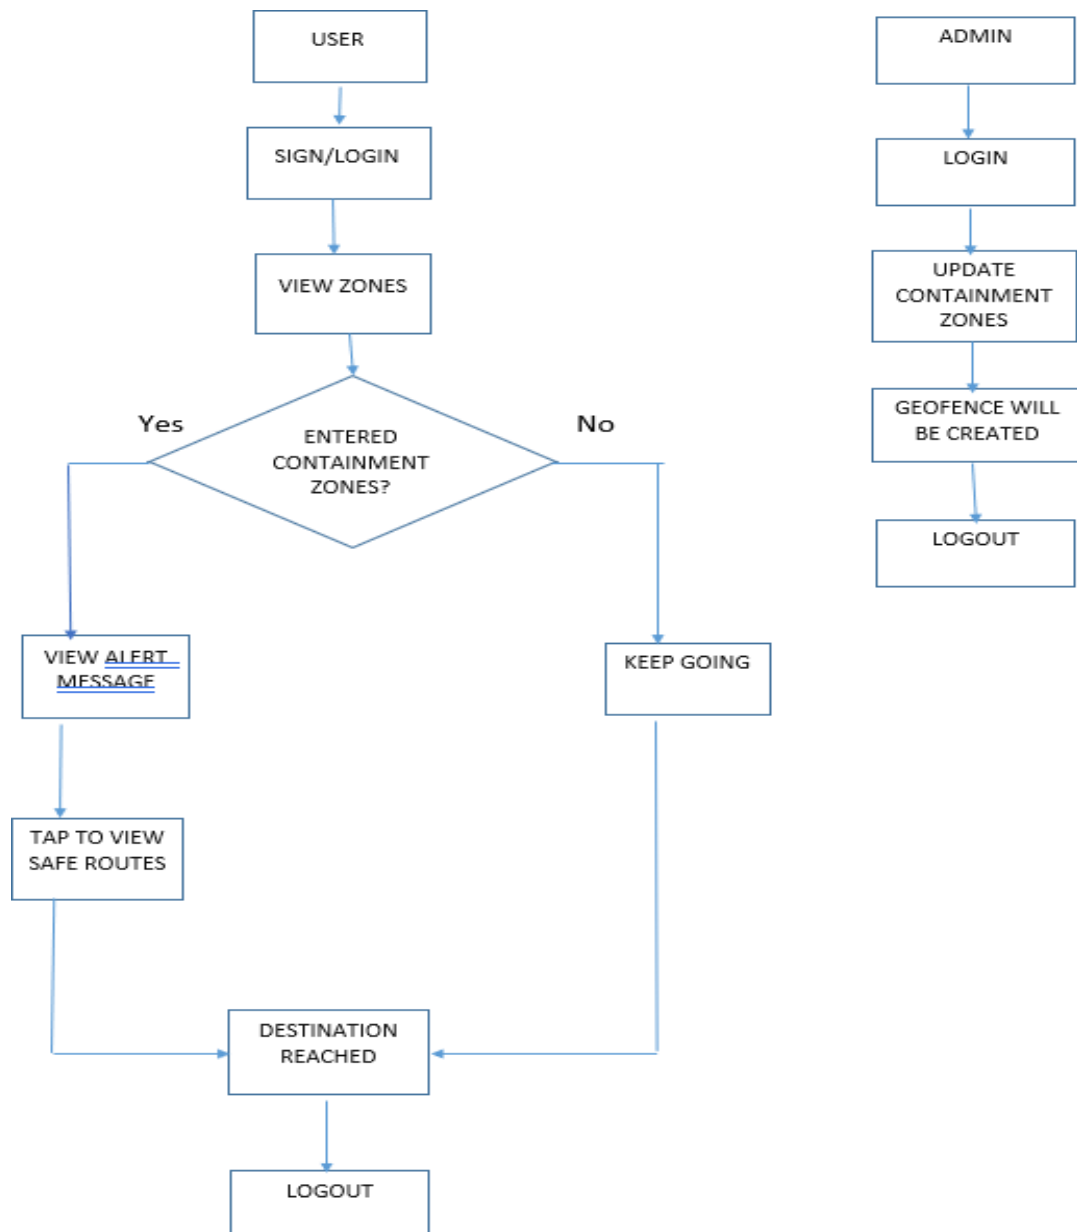 USER
SIGN/LOGIN
VIEW ZONES
Yes
No
ENTERED
CONTAINMENT
ZONES?
VIEW ALERT
MESSAGE
KEEP GOING
TAP TO VIEW
SAFE ROUTES
DESTINATION
REACHED
LOGOUT
ADMIN
LOGIN
UPDATE
CONTAINMENT
ZONES
GEOFENCE WILL
BE CREATED
LOGOUT